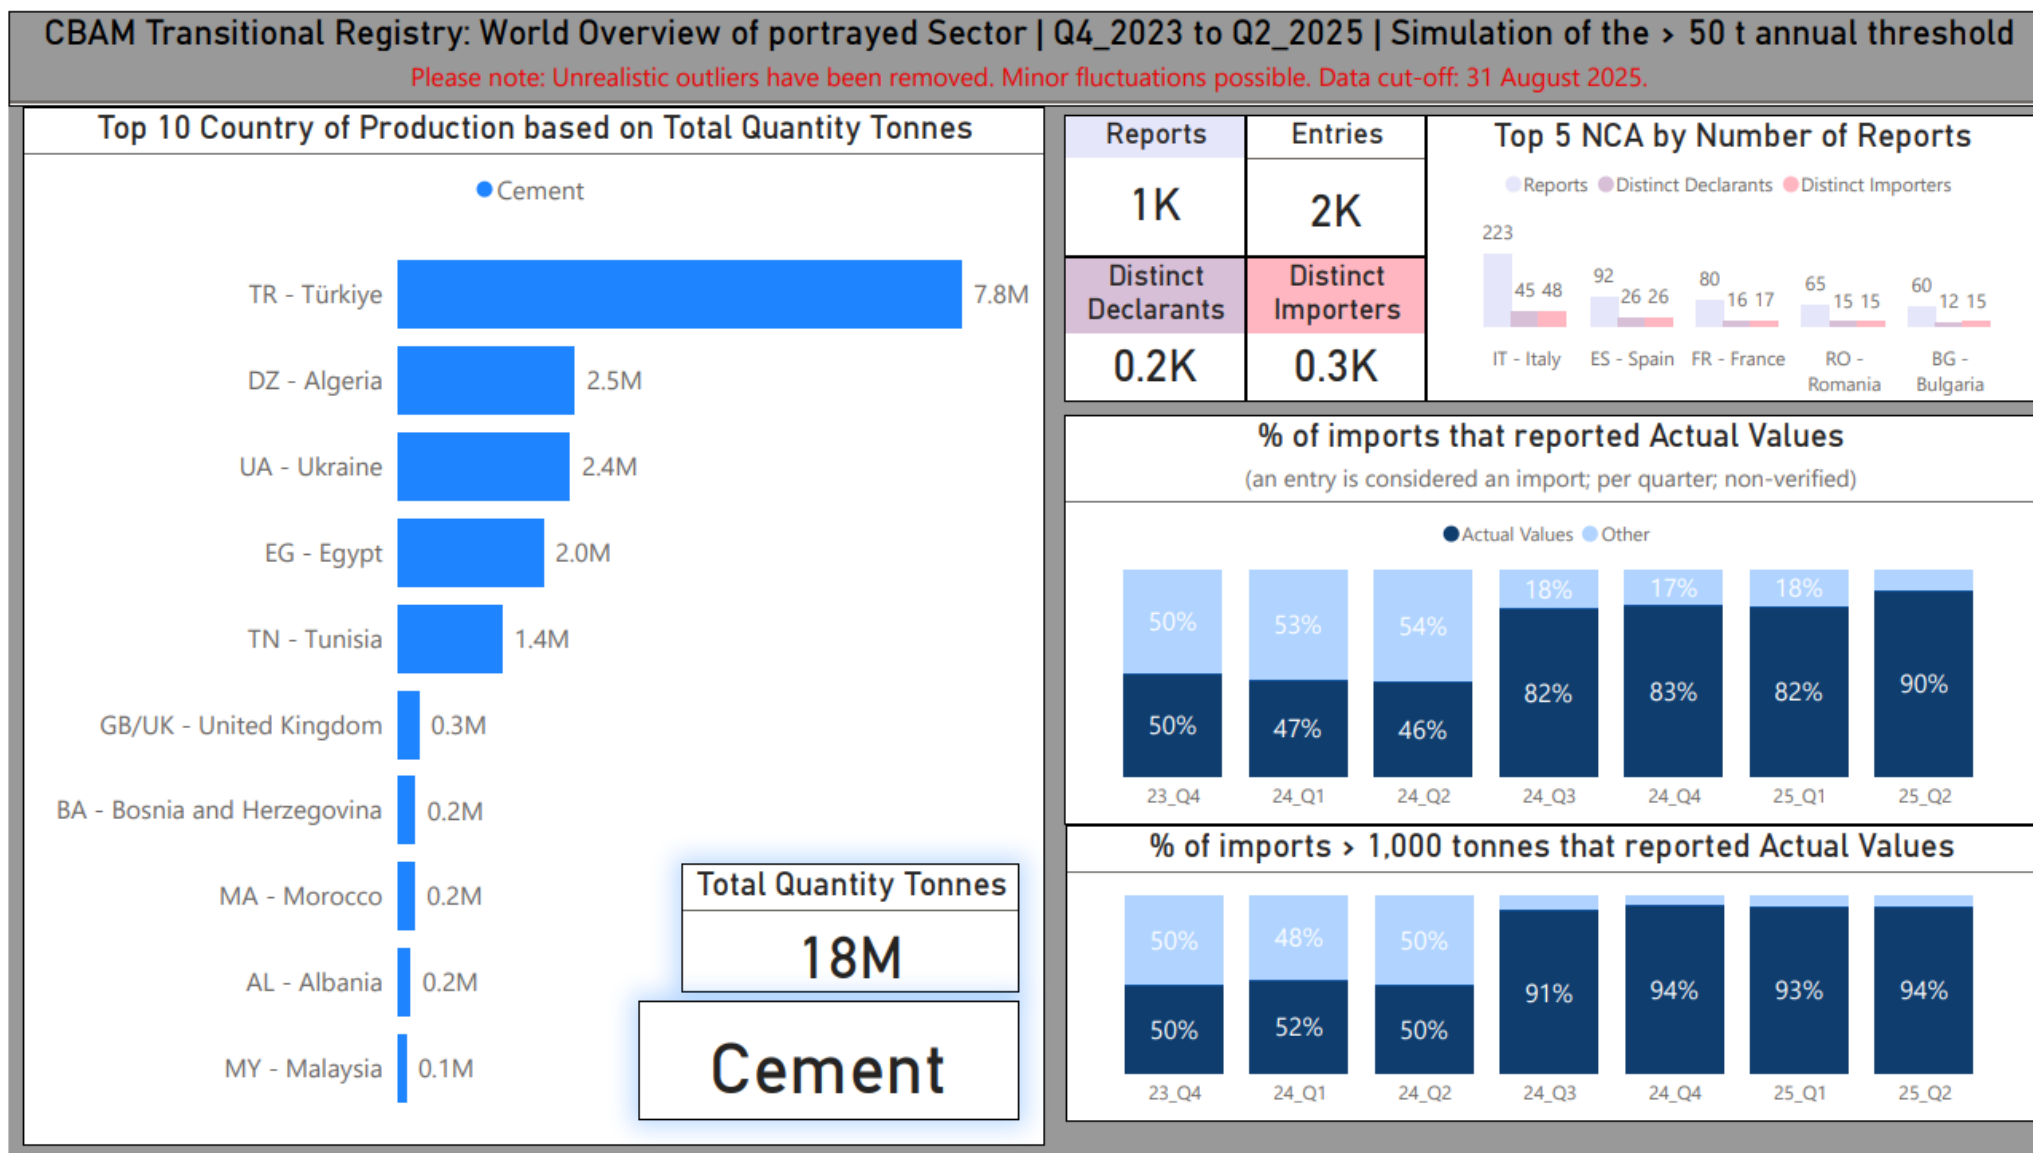 CBAM Transitional Registry: World Overview of portrayed Sector | Q4_2023 to Q2_2025 | Simulation of the > 50 t annual threshold
Please note: Unrealistic outliers have been removed. Minor fluctuations possible. Data cut-off: 31 August 2025.
Top 10 Country of Production based on Total Quantity Tonnes
Cement
TR - Türkiye 7.8M
DZ - Algeria 2.5M
UA - Ukraine 2.4M
EG - Egypt 2.0M
TN - Tunisia 1.4M
GB/UK - United Kingdom 0.3M
BA - Bosnia and Herzegovina 0.2M
MA - Morocco 0.2M
AL - Albania 0.2M
MY - Malaysia 0.1M
Total Quantity Tonnes
18M
Cement
Reports
1K
Entries
2K
Distinct
Declarants
0.2K
Distinct
Importers
0.3K
Top 5 NCA by Number of Reports
Reports Distinct Declarants Distinct Importers
223 45 48
92 26 26
80 16 17
65 15 15
60 12 15
IT - Italy ES - Spain FR - France RO - Romania BG - Bulgaria
% of imports that reported Actual Values
(an entry is considered an import; per quarter; non-verified)
Actual Values Other
50% 53% 54% 18% 17% 18%
50% 47% 46% 82% 83% 82% 90%
23_Q4 24_Q1 24_Q2 24_Q3 24_Q4 25_Q1 25_Q2
% of imports > 1,000 tonnes that reported Actual Values
50% 48% 50%
50% 52% 50% 91% 94% 93% 94%
23_Q4 24_Q1 24_Q2 24_Q3 24_Q4 25_Q1 25_Q2